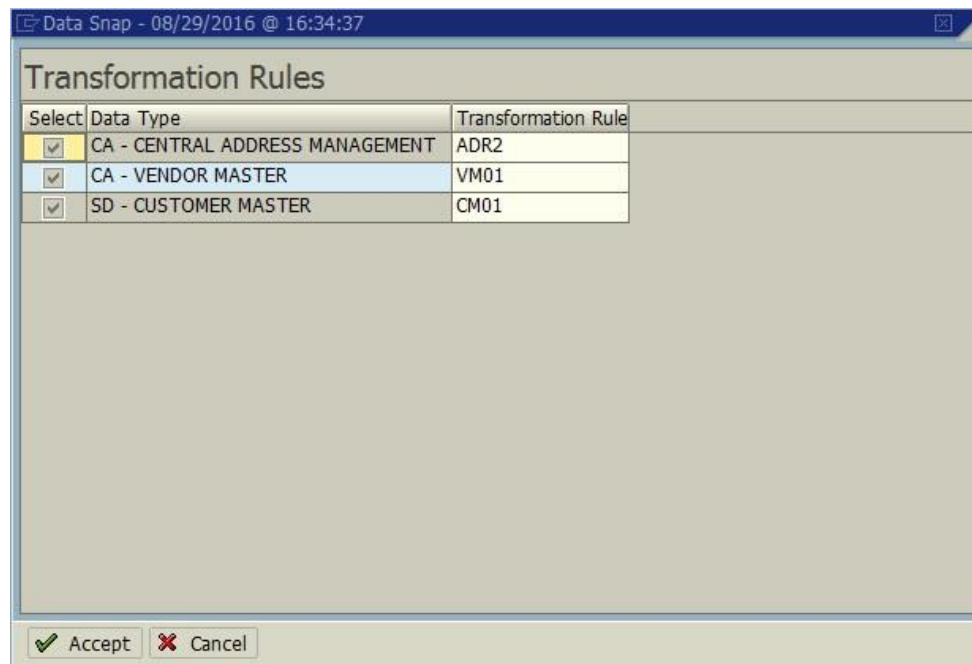 Data Snap - 08/29/2016 @ 16:34:37
Transformation Rules
Select Data Type Transformation Rule
CA - CENTRAL ADDRESS MANAGEMENT ADR2
CA - VENDOR MASTER VM01
SD - CUSTOMER MASTER CM01
Accept Cancel